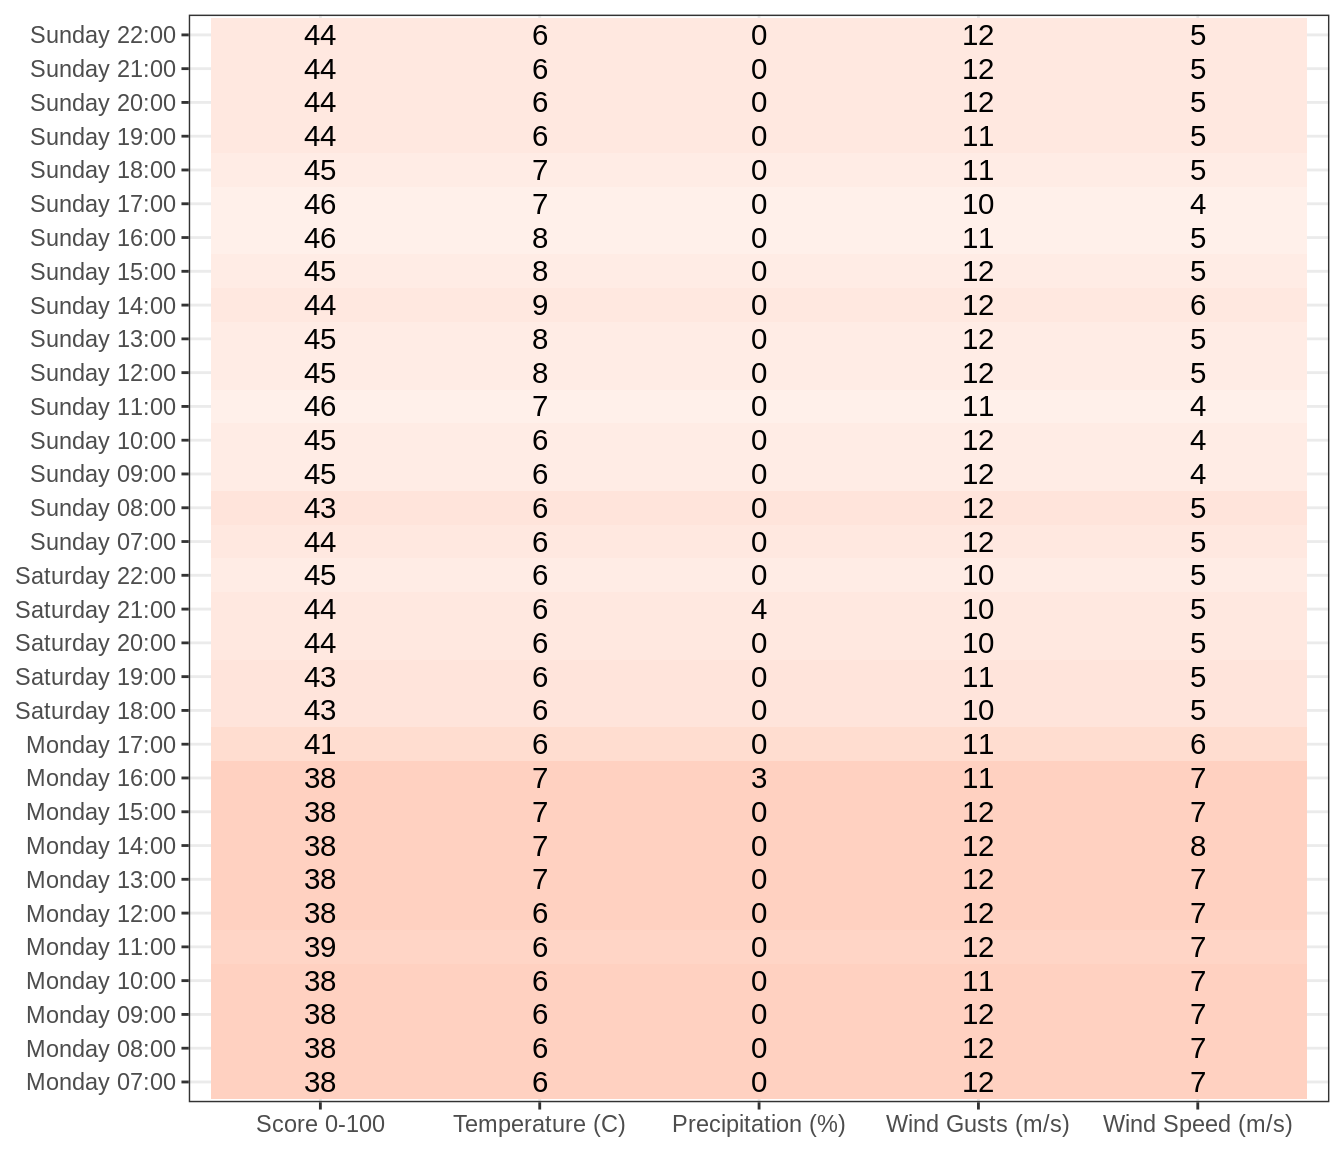 Sunday 22:00 44 6 0 12 5
Sunday 21:00 44 6 0 12 5
Sunday 20:00 44 6 0 12 5
Sunday 19:00 44 6 0 11 5
Sunday 18:00 45 7 0 11 5
Sunday 17:00 46 7 0 10 4
Sunday 16:00 46 8 0 11 5
Sunday 15:00 45 8 0 12 5
Sunday 14:00 44 9 0 12 6
Sunday 13:00 45 8 0 12 5
Sunday 12:00 45 8 0 12 5
Sunday 11:00 46 7 0 11 4
Sunday 10:00 45 6 0 12 4
Sunday 09:00 45 6 0 12 4
Sunday 08:00 43 6 0 12 5
Sunday 07:00 44 6 0 12 5
Saturday 22:00 45 6 0 10 5
Saturday 21:00 44 6 4 10 5
Saturday 20:00 44 6 0 10 5
Saturday 19:00 43 6 0 11 5
Saturday 18:00 43 6 0 10 5
Monday 17:00 41 6 0 11 6
Monday 16:00 38 7 3 11 7
Monday 15:00 38 7 0 12 7
Monday 14:00 38 7 0 12 8
Monday 13:00 38 7 0 12 7
Monday 12:00 38 6 0 12 7
Monday 11:00 39 6 0 12 7
Monday 10:00 38 6 0 11 7
Monday 09:00 38 6 0 12 7
Monday 08:00 38 6 0 12 7
Monday 07:00 38 6 0 12 7
Score 0-100 Temperature (C) Precipitation (%) Wind Gusts (m/s) Wind Speed (m/s)